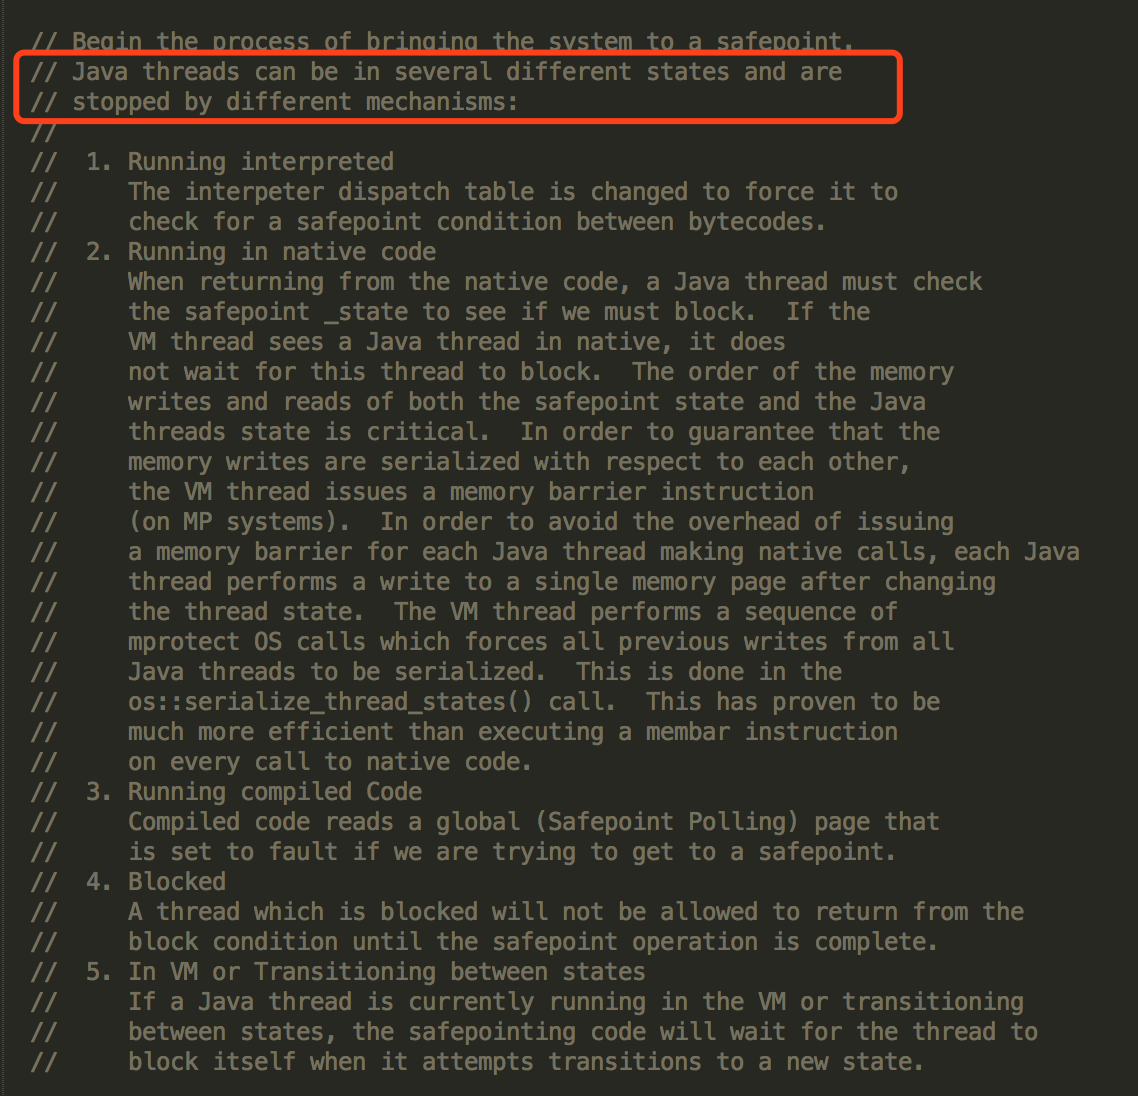 // Begin the process of bringing the system to a safepoint.
// Java threads can be in several different states and are
// stopped by different mechanisms:
//
//  1. Running interpreted
//     The interpeter dispatch table is changed to force it to
//     check for a safepoint condition between bytecodes.
//  2. Running in native code
//     When returning from the native code, a Java thread must check
//     the safepoint _state to see if we must block.  If the
//     VM thread sees a Java thread in native, it does
//     not wait for this thread to block.  The order of the memory
//     writes and reads of both the safepoint state and the Java
//     threads state is critical.  In order to guarantee that the
//     memory writes are serialized with respect to each other,
//     the VM thread issues a memory barrier instruction
//     (on MP systems).  In order to avoid the overhead of issuing
//     a memory barrier for each Java thread making native calls, each Java
//     thread performs a write to a single memory page after changing
//     the thread state.  The VM thread performs a sequence of
//     mprotect OS calls which forces all previous writes from all
//     Java threads to be serialized.  This is done in the
//     os::serialize_thread_states() call.  This has proven to be
//     much more efficient than executing a membar instruction
//     on every call to native code.
//  3. Running compiled Code
//     Compiled code reads a global (Safepoint Polling) page that
//     is set to fault if we are trying to get to a safepoint.
//  4. Blocked
//     A thread which is blocked will not be allowed to return from the
//     block condition until the safepoint operation is complete.
//  5. In VM or Transitioning between states
//     If a Java thread is currently running in the VM or transitioning
//     between states, the safepointing code will wait for the thread to
//     block itself when it attempts transitions to a new state.